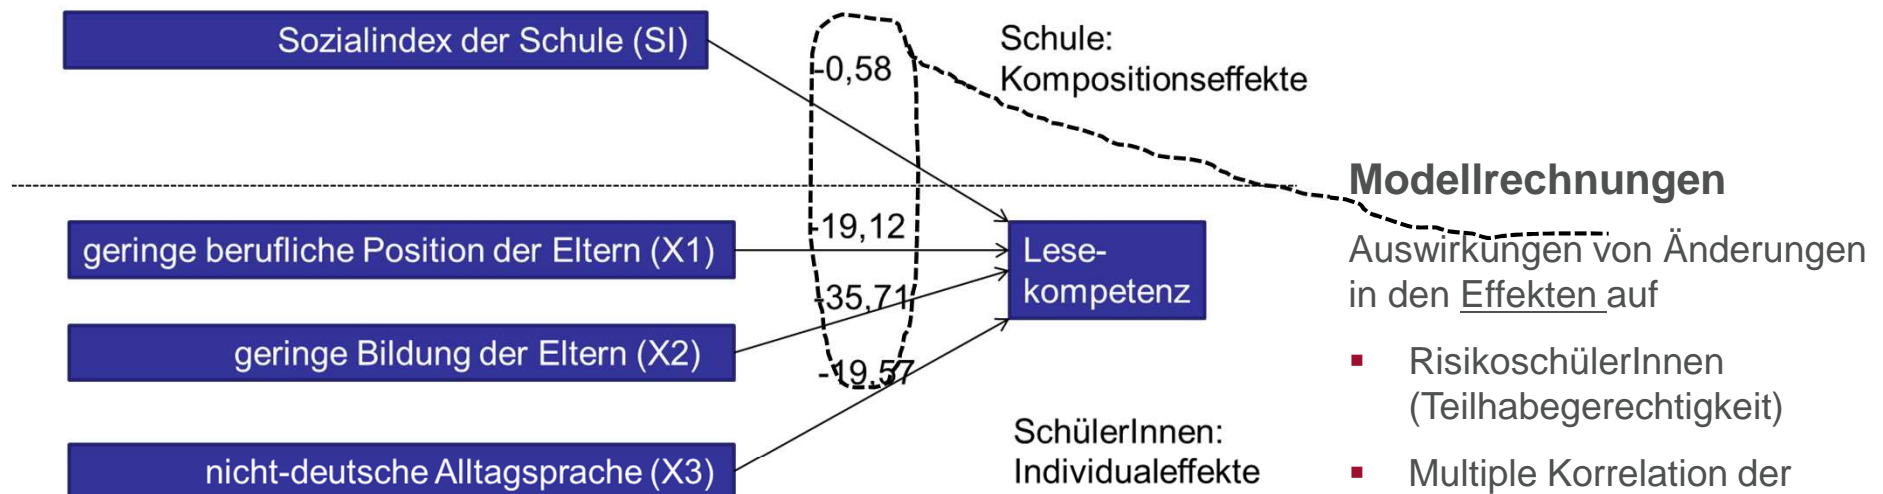 Sozialindex der Schule (SI)
-0,58
Schule:
Kompositionseffekte
geringe berufliche Position der Eltern (X1)
-19,12
geringe Bildung der Eltern (X2)
-35,71
nicht-deutsche Alltagsprache (X3)
-19,57
Lese-
kompetenz
SchülerInnen:
Individualeffekte
Modellrechnungen
Auswirkungen von Änderungen
in den Effekten auf
▪ RisikoschülerInnen
(Teilhabegerechtigkeit)
▪ Multiple Korrelation der